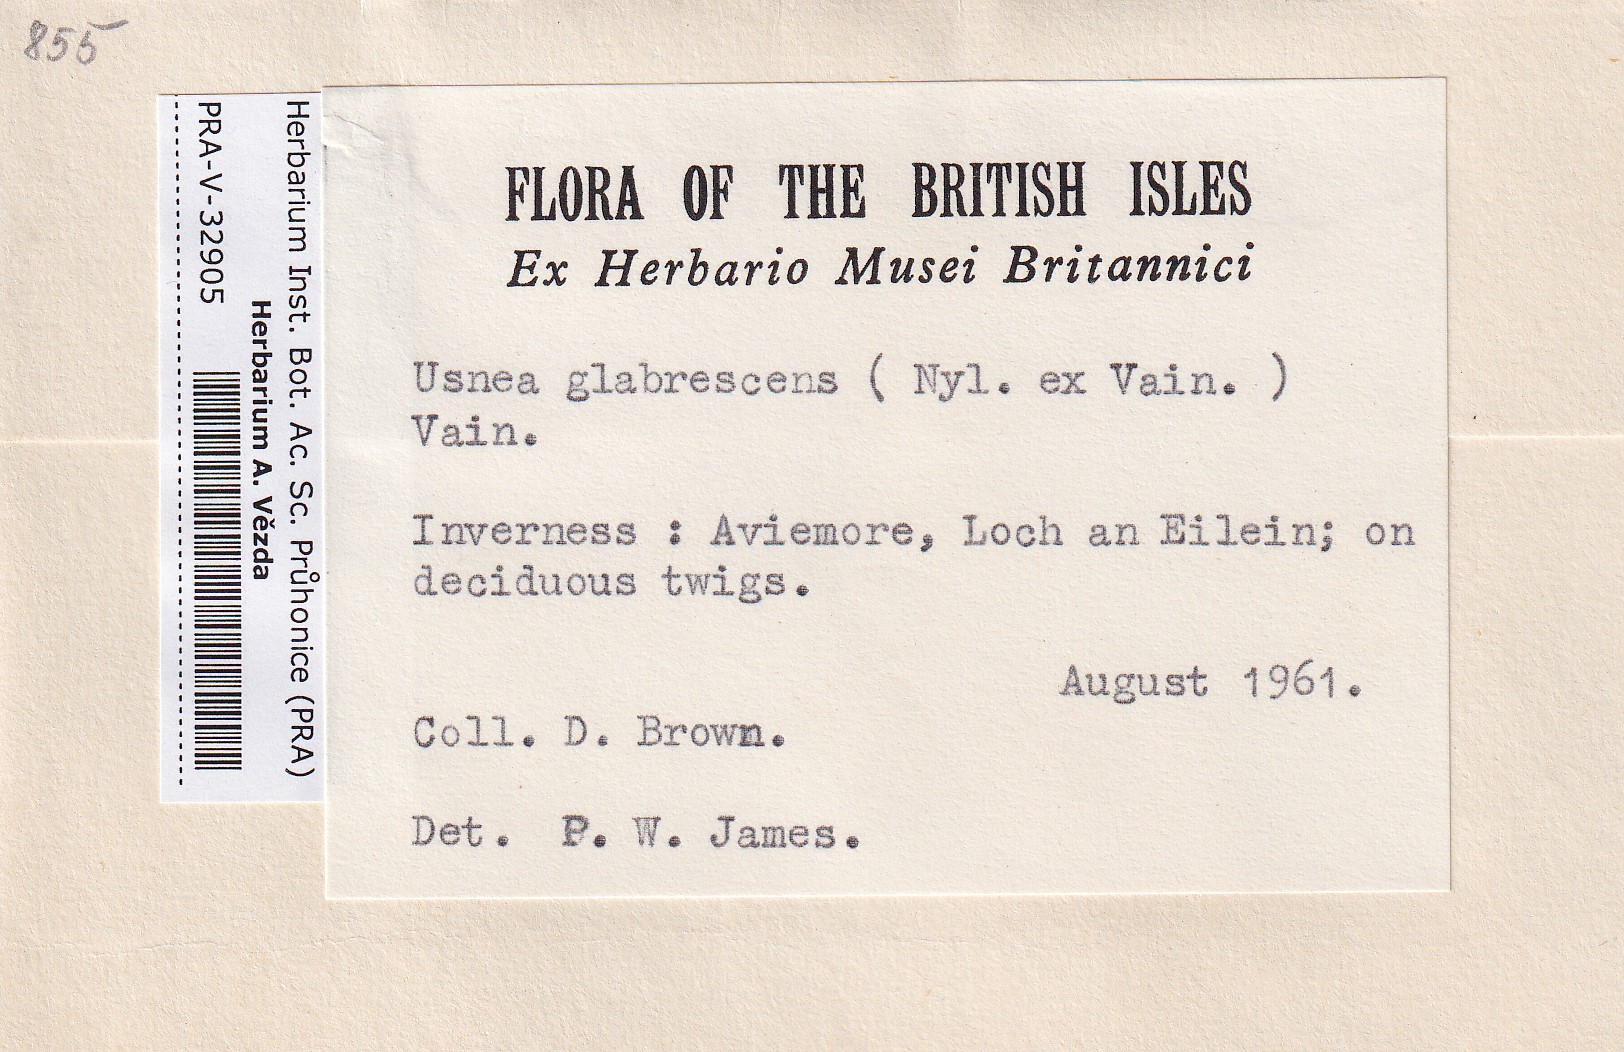 855
Herbarium Inst. Bot. Ac. Sc. Průhonice (PRA)
Herbarium A. Vězda
PRA-V-32905
FLORA OF THE BRITISH ISLES
Ex Herbario Musei Britannici
Usnea glabrescens ( Nyl. ex Vain. )
Vain.
Inverness : Aviemore, Loch an Eilein; on
deciduous twigs.
August 1961.
Coll. D. Brown.
Det. P. W. James.